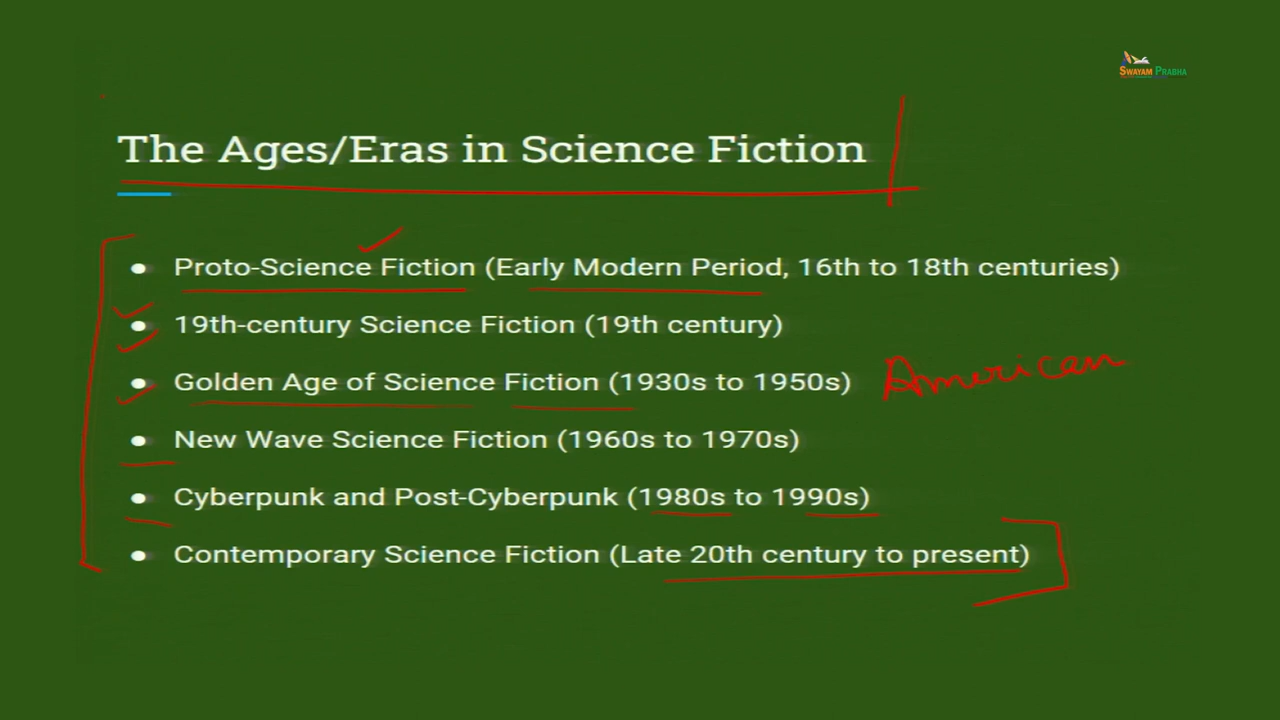 SWAYAM PRABHA
The Ages/Eras in Science Fiction
● Proto-Science Fiction (Early Modern Period, 16th to 18th centuries)
● 19th-century Science Fiction (19th century)
● Golden Age of Science Fiction (1930s to 1950s) American
● New Wave Science Fiction (1960s to 1970s)
● Cyberpunk and Post-Cyberpunk (1980s to 1990s)
● Contemporary Science Fiction (Late 20th century to present)